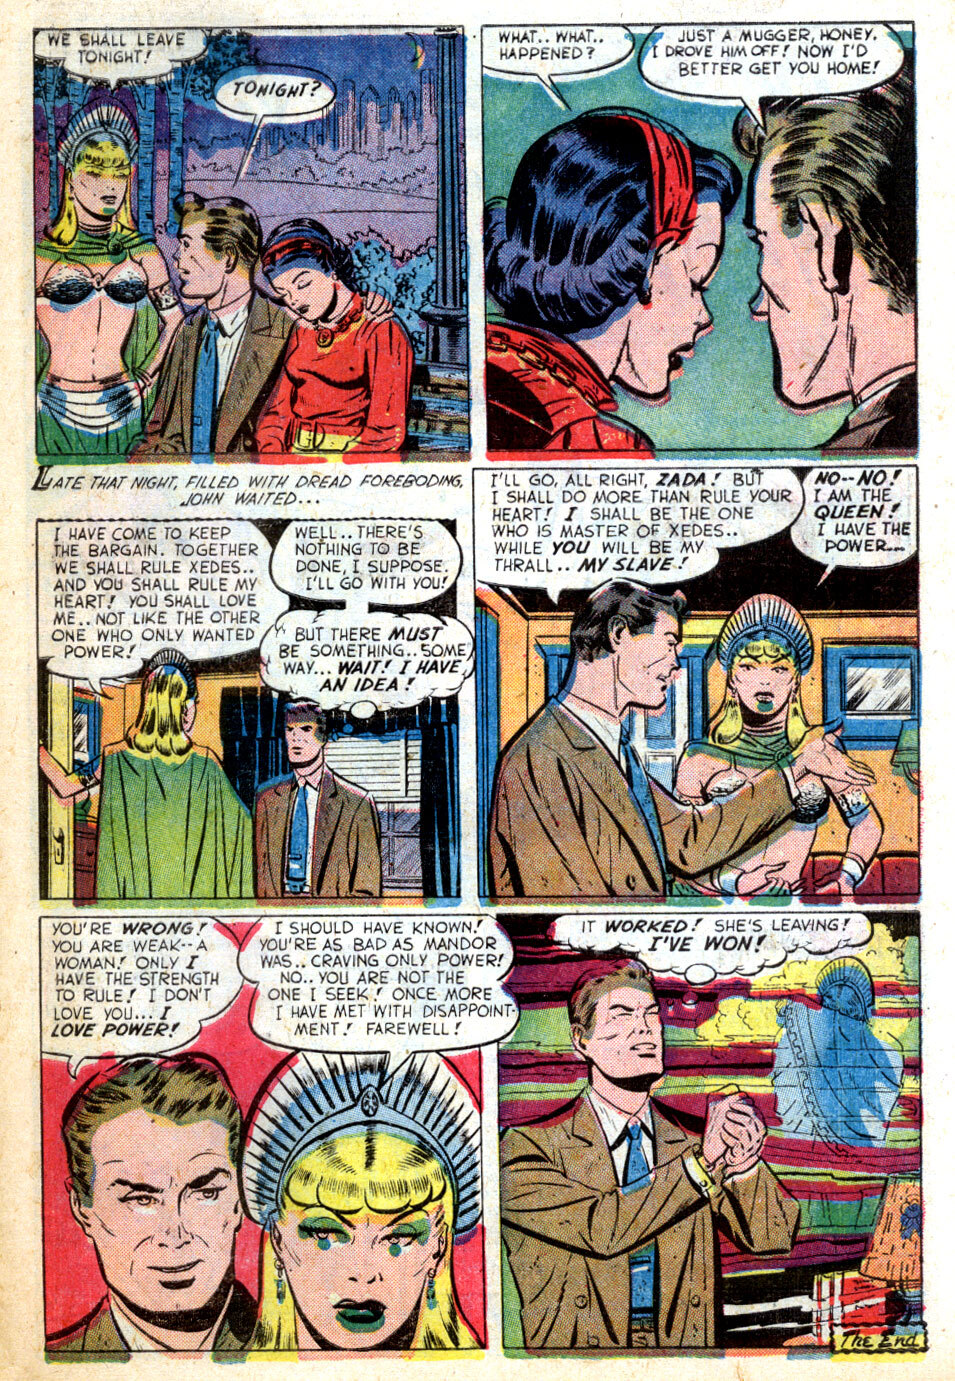 WE SHALL LEAVE
TONIGHT!
TONIGHT?
WHAT.. WHAT..
HAPPENED?
JUST A MUGGER, HONEY.
I DROVE HIM OFF! NOW I'D
BETTER GET YOU HOME!
LATE THAT NIGHT, FILLED WITH DREAD FOREBODING,
JOHN WAITED...
I HAVE COME TO KEEP
THE BARGAIN. TOGETHER
WE SHALL RULE XEDES..
AND YOU SHALL RULE MY
HEART! YOU SHALL LOVE
ME.. NOT LIKE THE OTHER
ONE WHO ONLY WANTED
POWER!
WELL.. THERE'S
NOTHING TO BE
DONE, I SUPPOSE.
I'LL GO WITH YOU!
BUT THERE MUST
BE SOMETHING.. SOME
WAY... WAIT! I HAVE
AN IDEA!
I'LL GO, ALL RIGHT, ZADA! BUT
I SHALL DO MORE THAN RULE YOUR
HEART! I SHALL BE THE ONE
WHO IS MASTER OF XEDES..
WHILE YOU WILL BE MY
THRALL.. MY SLAVE!
NO--NO!
I AM THE
QUEEN!
I HAVE THE
POWER...
YOU'RE WRONG!
YOU ARE WEAK--A
WOMAN! ONLY I
HAVE THE STRENGTH
TO RULE! I DON'T
LOVE YOU... I
LOVE POWER!
I SHOULD HAVE KNOWN!
YOU'RE AS BAD AS MANDOR
WAS.. CRAVING ONLY POWER!
NO.. YOU ARE NOT THE
ONE I SEEK! ONCE MORE
I HAVE MET WITH DISAPPOINT-
MENT! FAREWELL!
IT WORKED! SHE'S LEAVING!
I'VE WON!
The End